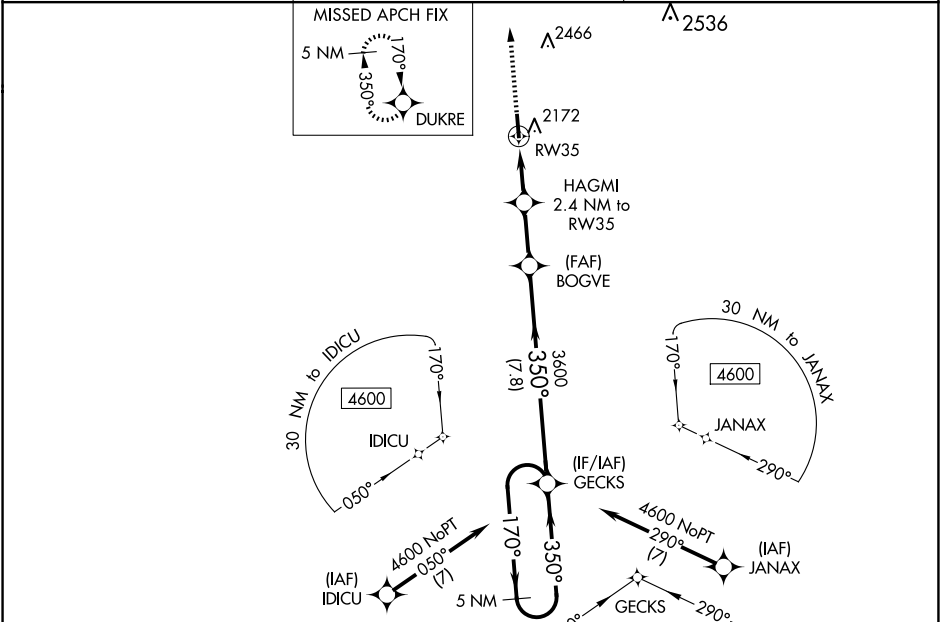 MISSED APCH FIX
5 NM
170°
350°
DUKRE
2466
2536
2172
RW35
HAGMI
2.4 NM to
RW35
(FAF)
BOGVE
30 NM to IDICU
170°
4600
IDICU
050°
3600
350°
(7.8)
30 NM to JANAX
170°
4600
JANAX
290°
(IF/IAF)
GECKS
4600 NoPT
050°
(7)
(IAF)
IDICU
170°
350°
5 NM
4600 NoPT
290°
(7)
(IAF)
JANAX
GECKS
290°